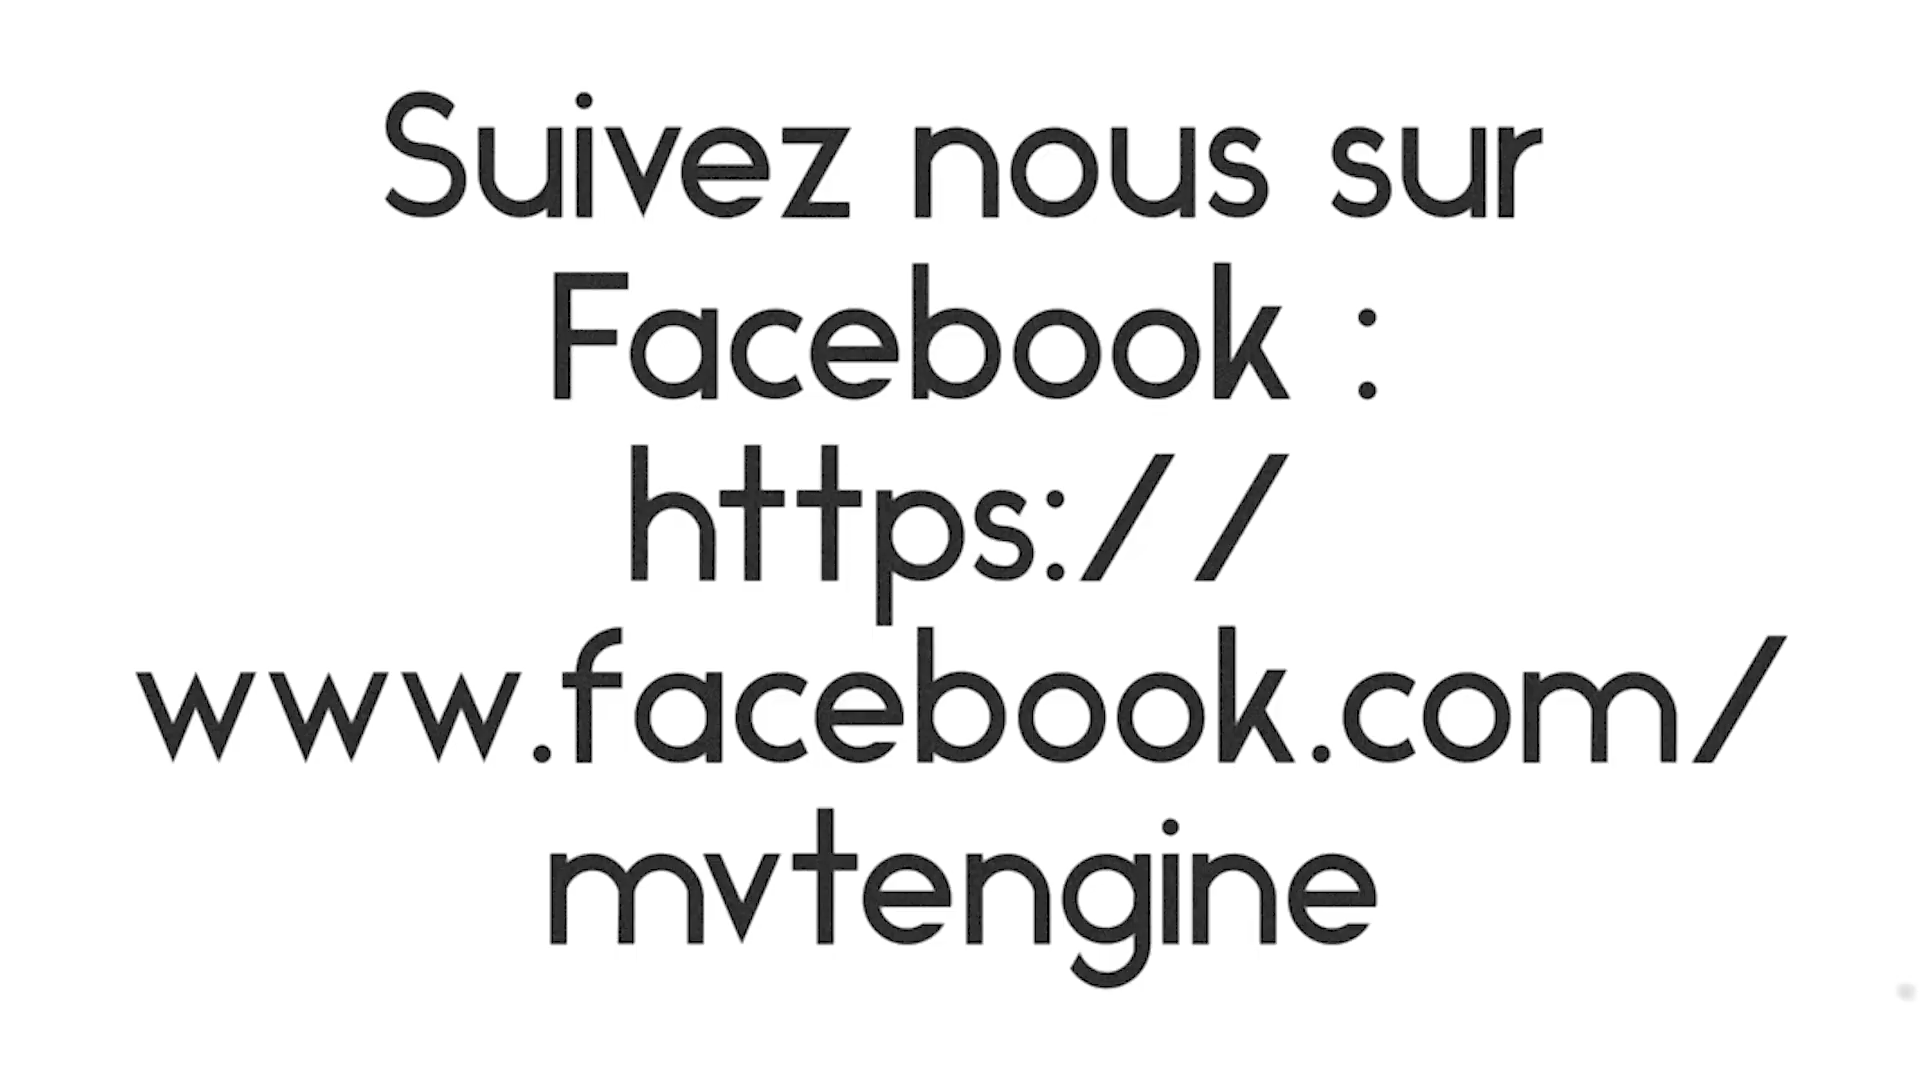 Suivez nous sur
Facebook :
https://
www.facebook.com/
mvtengine